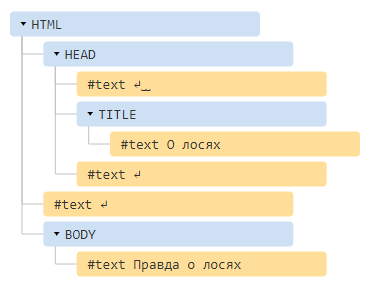 HTML
HEAD
#text ↵␣
TITLE
#text О лосях
#text ↵
#text ↵
BODY
#text Правда о лосях